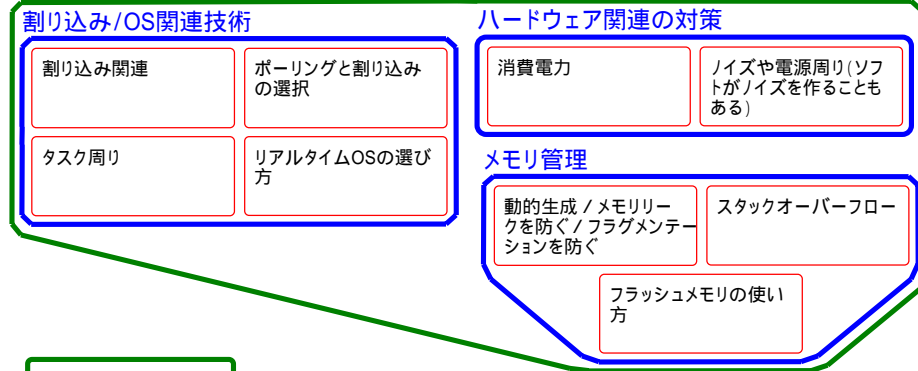 割り込み/OS関連技術
割り込み関連
ポーリングと割り込み
の選択
タスク周り
リアルタイムOSの選び
方
ハードウェア関連の対策
消費電力
ノイズや電源周り(ソフ
トがノイズを作ることも
ある)
メモリ管理
動的生成／メモリリー
クを防ぐ/フラグメンテー
ションを防ぐ
スタックオーバーフロー
フラッシュメモリの使い
方